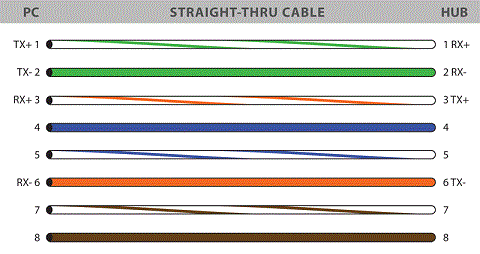 PC STRAIGHT-THRU CABLE HUB
TX+ 1 1 RX+
TX- 2 2 RX-
RX+ 3 3 TX+
4 4
5 5
RX- 6 6 TX-
7 7
8 8